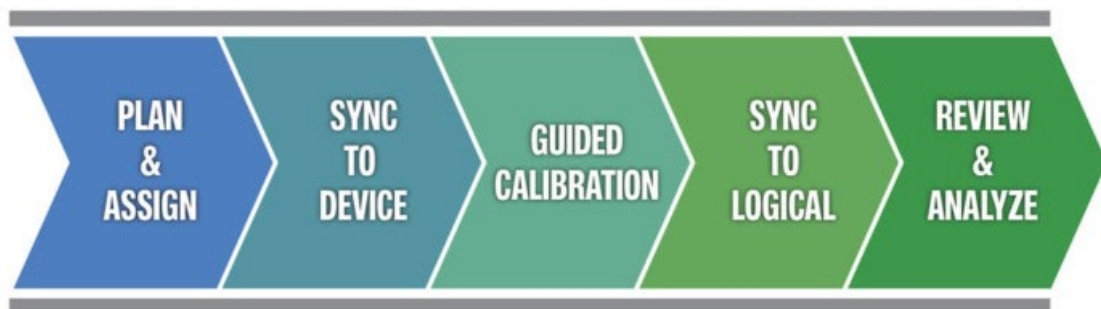 PLAN
&
ASSIGN
SYNC
TO
DEVICE
GUIDED
CALIBRATION
SYNC
TO
LOGICAL
REVIEW
&
ANALYZE